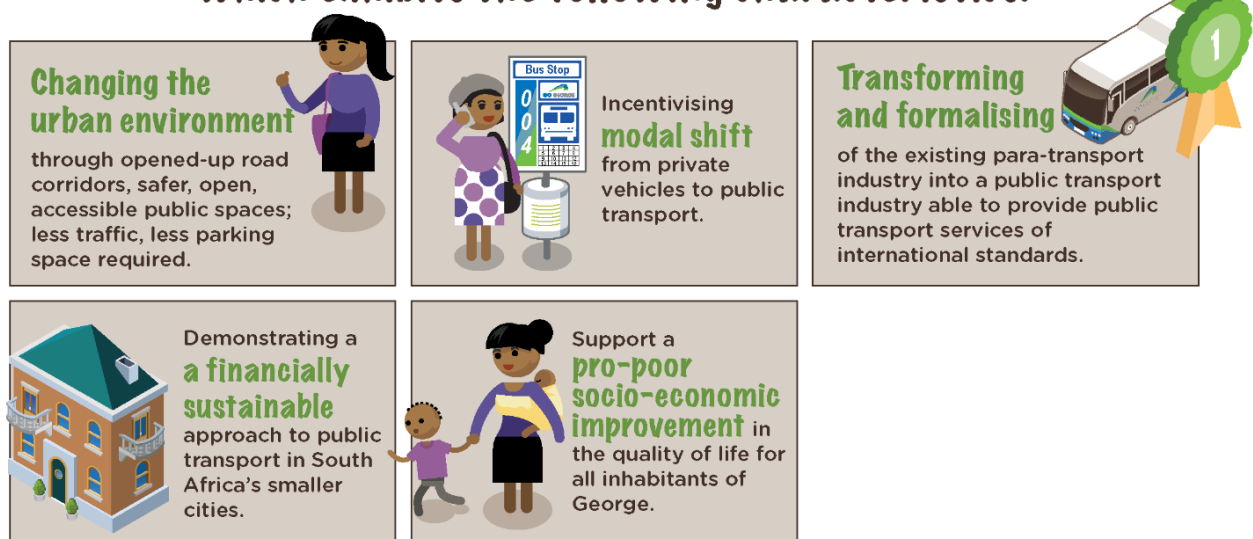 Changing the
urban environment
through opened-up road
corridors, safer, open,
accessible public spaces;
less traffic, less parking
space required.
Bus Stop
GEORGE
0
0
4
Incentivising
modal shift
from private
vehicles to public
transport.
1
Transforming
and formalising
of the existing para-transport
industry into a public transport
industry able to provide public
transport services of
international standards.
Demonstrating a
a financially
sustainable
approach to public
transport in South
Africa's smaller
cities.
Support a
pro-poor
socio-economic
improvement in
the quality of life for
all inhabitants of
George.